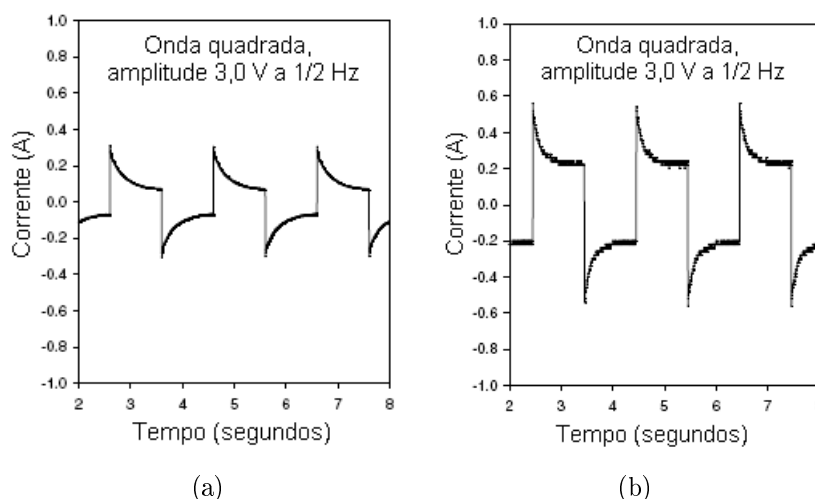 Onda quadrada,
amplitude 3,0 V a 1/2 Hz
Corrente (A)
1.0
0.8
0.6
0.4
0.2
0.0
-0.2
-0.4
-0.6
-0.8
-1.0
2 3 4 5 6 7 8
Tempo (segundos)
(a)
Onda quadrada,
amplitude 3,0 V a 1/2 Hz
Corrente (A)
1.0
0.8
0.6
0.4
0.2
0.0
-0.2
-0.4
-0.6
-0.8
-1.0
2 3 4 5 6 7
Tempo (segundos)
(b)